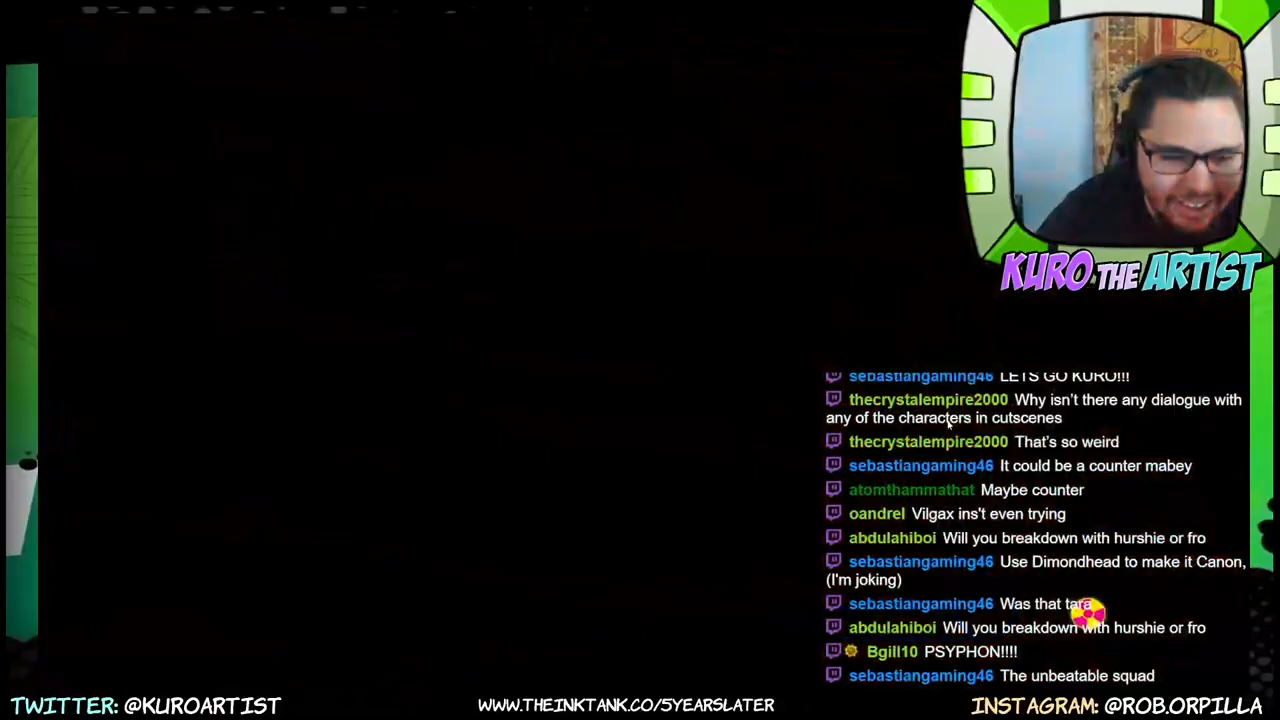 KURO THE ARTIST
sebastiangaming46 LETS GO KURO!!!
thecrystalempire2000 Why isn't there any dialogue with
any of the characters in cutscenes
thecrystalempire2000 That's so weird
sebastiangaming46 It could be a counter mabey
atomthammathat Maybe counter
oandrel Vilgax ins't even trying
abdulahiboi Will you breakdown with hurshie or fro
sebastiangaming46 Use Dimondhead to make it Canon,
(I'm joking)
sebastiangaming46 Was that tara
abdulahiboi Will you breakdown with hurshie or fro
Bgill10 PSYPHON!!!!
sebastiangaming46 The unbeatable squad
TWITTER: @KUROARTIST
WWW.THEINKTANK.CO/5YEARSLATER
INSTAGRAM: @ROB.ORPILLA